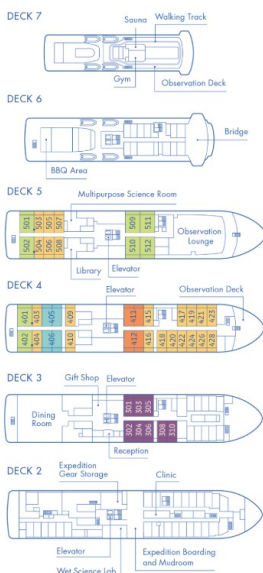 DECK 7
Sauna
Walking Track
Gym
Observation Deck
DECK 6
Bridge
BBQ Area
DECK 5
Multipurpose Science Room
501 503 505 507
509 511
502 504 506 508
510 512
Observation
Lounge
Library
Elevator
DECK 4
Elevator
Observation Deck
401 403 405 409
411 415 417 419 421 423
402 404 406 410
412 416 418 420 422 424 426 428
DECK 3
Gift Shop
Elevator
303 305
Dining
Room
302 304 306 308 310
Reception
DECK 2
Expedition
Gear Storage
Clinic
Elevator
Expedition Boarding
and Mudroom
Wet Science Lab